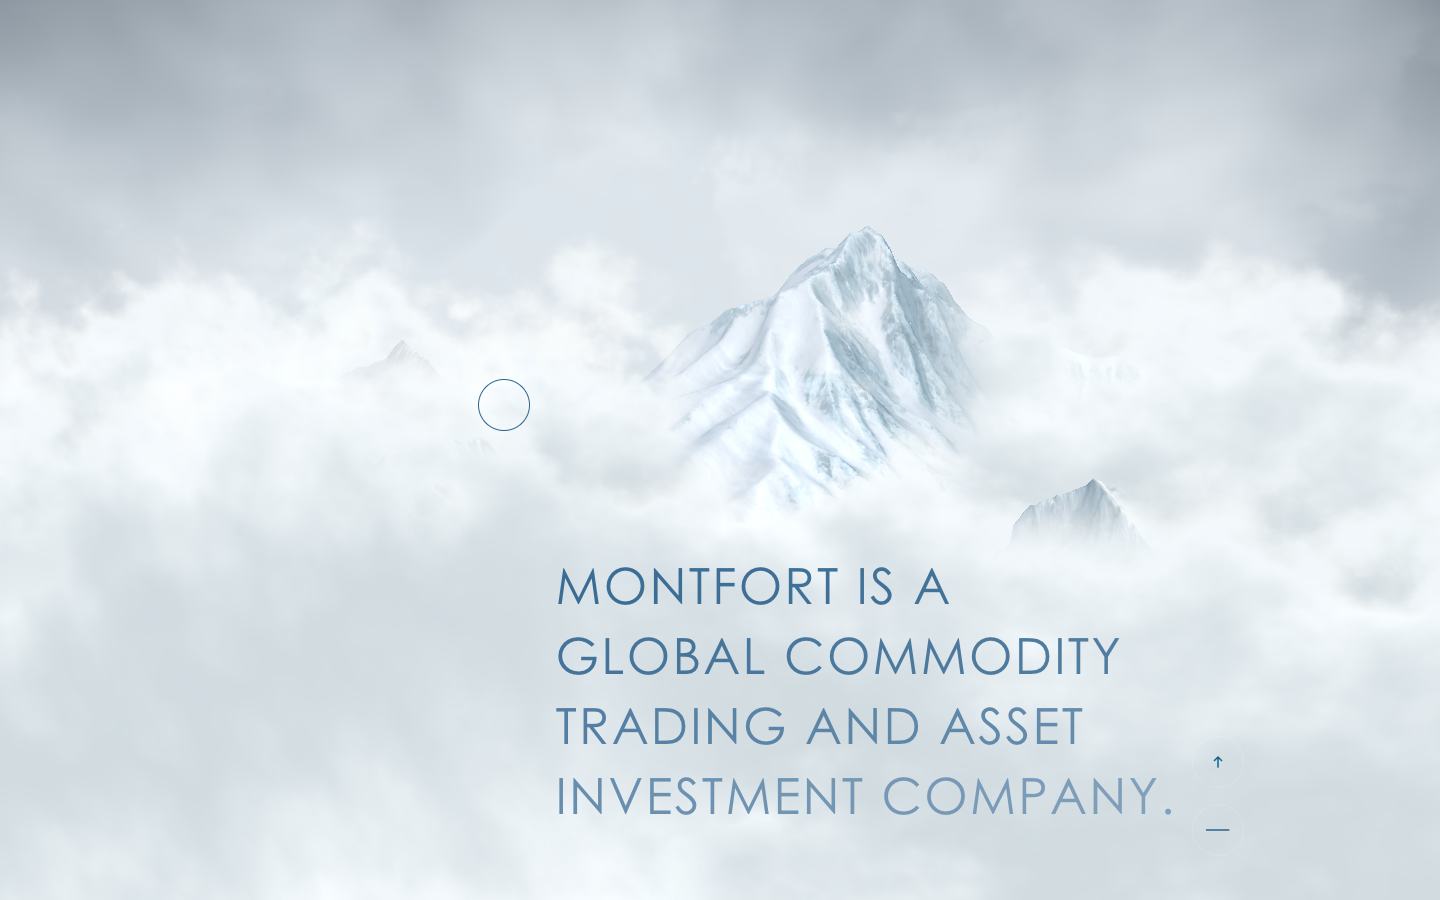 MONTFORT IS A
GLOBAL COMMODITY
TRADING AND ASSET
INVESTMENT COMPANY.